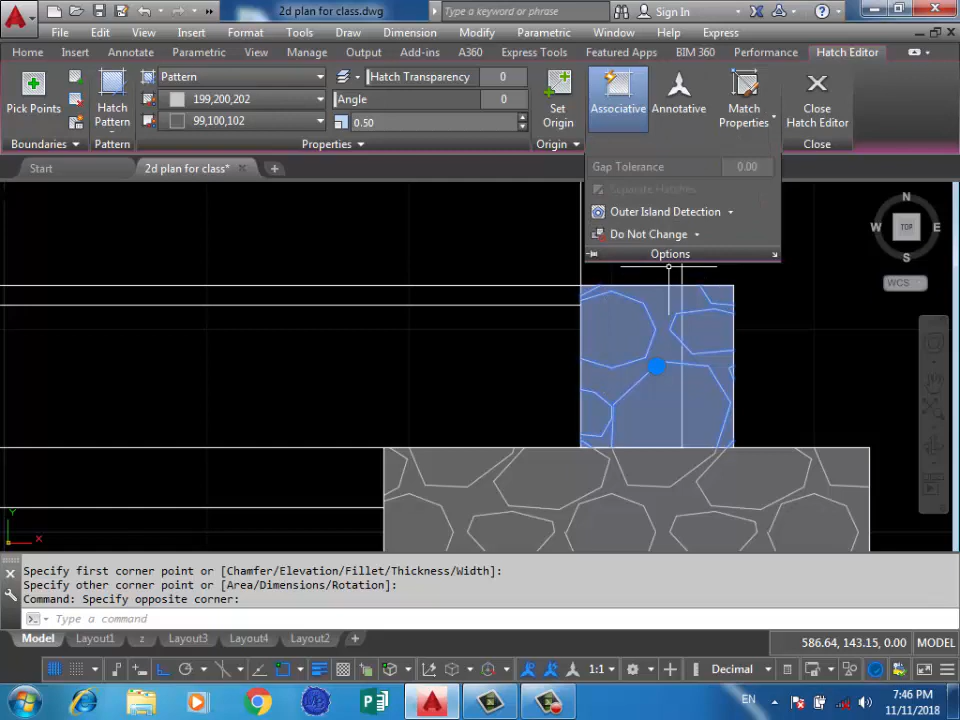 2d plan for class.dwg
Type a keyword or phrase
Sign In
File Edit View Insert Format Tools Draw Dimension Modify Parametric Window Help Express
Home Insert Annotate Parametric View Manage Output Add-ins A360 Express Tools Featured Apps BIM 360 Performance Hatch Editor
Pattern Hatch Transparency 0
199,200,202 Angle 0
99,100,102 0.50
Pick Points
Hatch Pattern
Set Origin
Associative
Annotative
Match Properties
Close Hatch Editor
Boundaries Pattern Properties Origin Close
Start 2d plan for class*
Gap Tolerance 0.00
Separate Hatches
Outer Island Detection
Do Not Change
Options
N
W TOP E
S
WCS
Y
X
Specify first corner point or [Chamfer/Elevation/Fillet/Thickness/Width]:
Specify other corner point or [Area/Dimensions/Rotation]:
Command: Specify opposite corner:
Type a command
Model Layout1 z Layout3 Layout4 Layout2
586.64, 143.15, 0.00 MODEL
1:1 Decimal
EN
7:46 PM
11/11/2018